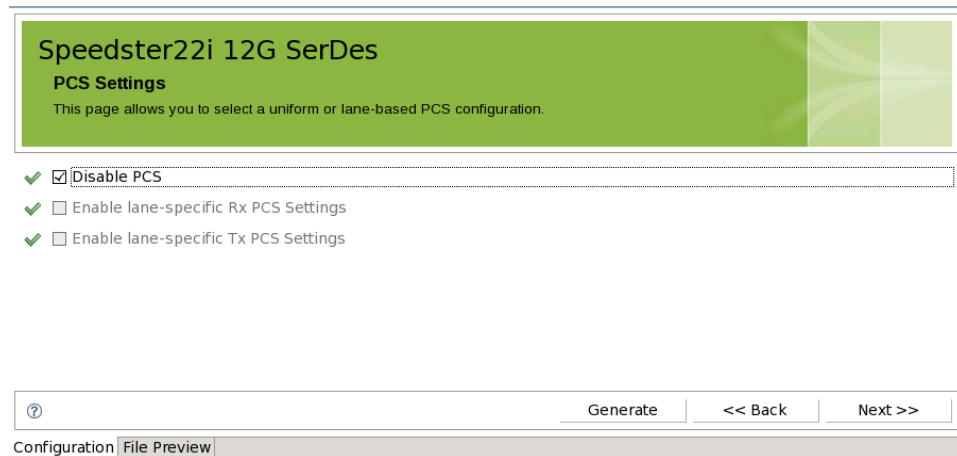 Speedster22i 12G SerDes
PCS Settings
This page allows you to select a uniform or lane-based PCS configuration.
Disable PCS
Enable lane-specific Rx PCS Settings
Enable lane-specific Tx PCS Settings
? Generate << Back Next >>
Configuration File Preview